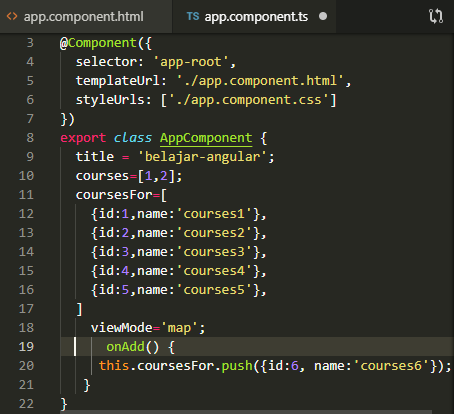 <> app.component.html TS app.component.ts ●
3 @Component({
4 selector: 'app-root',
5 templateUrl: './app.component.html',
6 styleUrls: ['./app.component.css']
7 })
8 export class AppComponent {
9 title = 'belajar-angular';
10 courses=[1,2];
11 coursesFor=[
12 {id:1,name:'courses1'},
13 {id:2,name:'courses2'},
14 {id:3,name:'courses3'},
15 {id:4,name:'courses4'},
16 {id:5,name:'courses5'},
17 ]
18 viewMode='map';
19 onAdd() {
20 this.coursesFor.push({id:6, name:'courses6'});
21 }
22 }